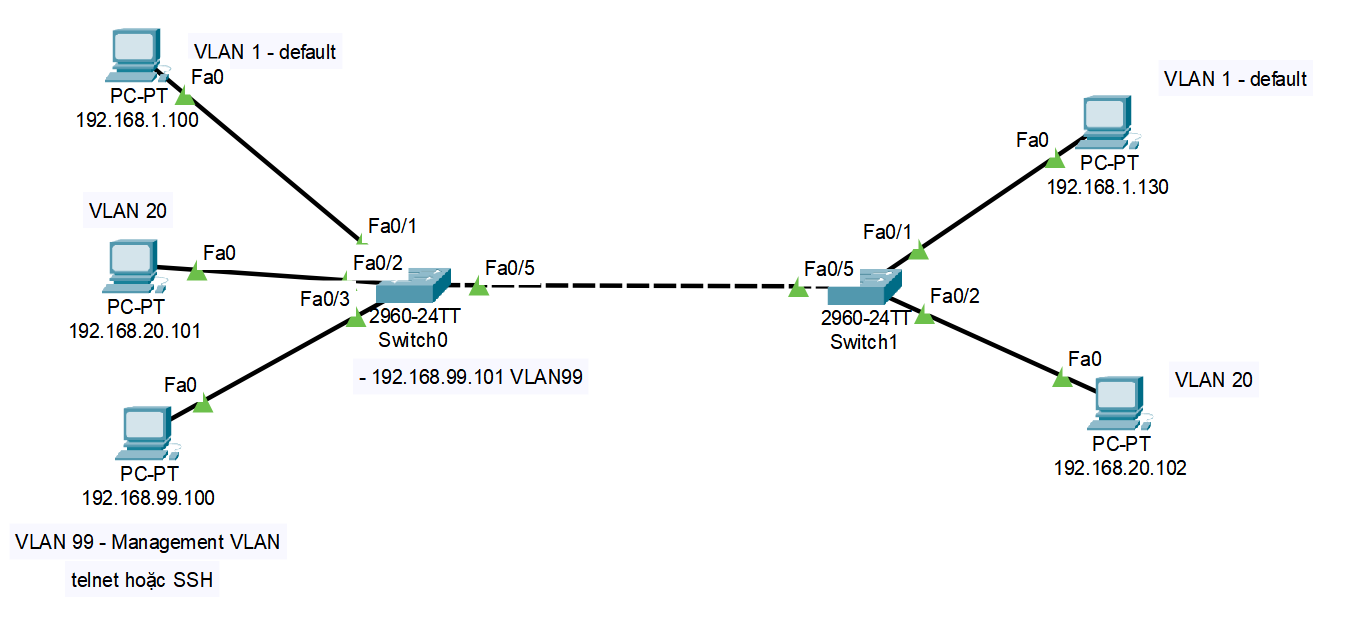 VLAN 1 - default
Fa0
PC-PT
192.168.1.100
VLAN 20
Fa0
PC-PT
192.168.20.101
Fa0
PC-PT
192.168.99.100
VLAN 99 - Management VLAN
telnet hoặc SSH
Fa0/1
Fa0/2
Fa0/3
Fa0/5
2960-24TT
Switch0
- 192.168.99.101 VLAN99
Fa0/5
Fa0/1
Fa0/2
2960-24TT
Switch1
VLAN 1 - default
Fa0
PC-PT
192.168.1.130
Fa0
VLAN 20
PC-PT
192.168.20.102